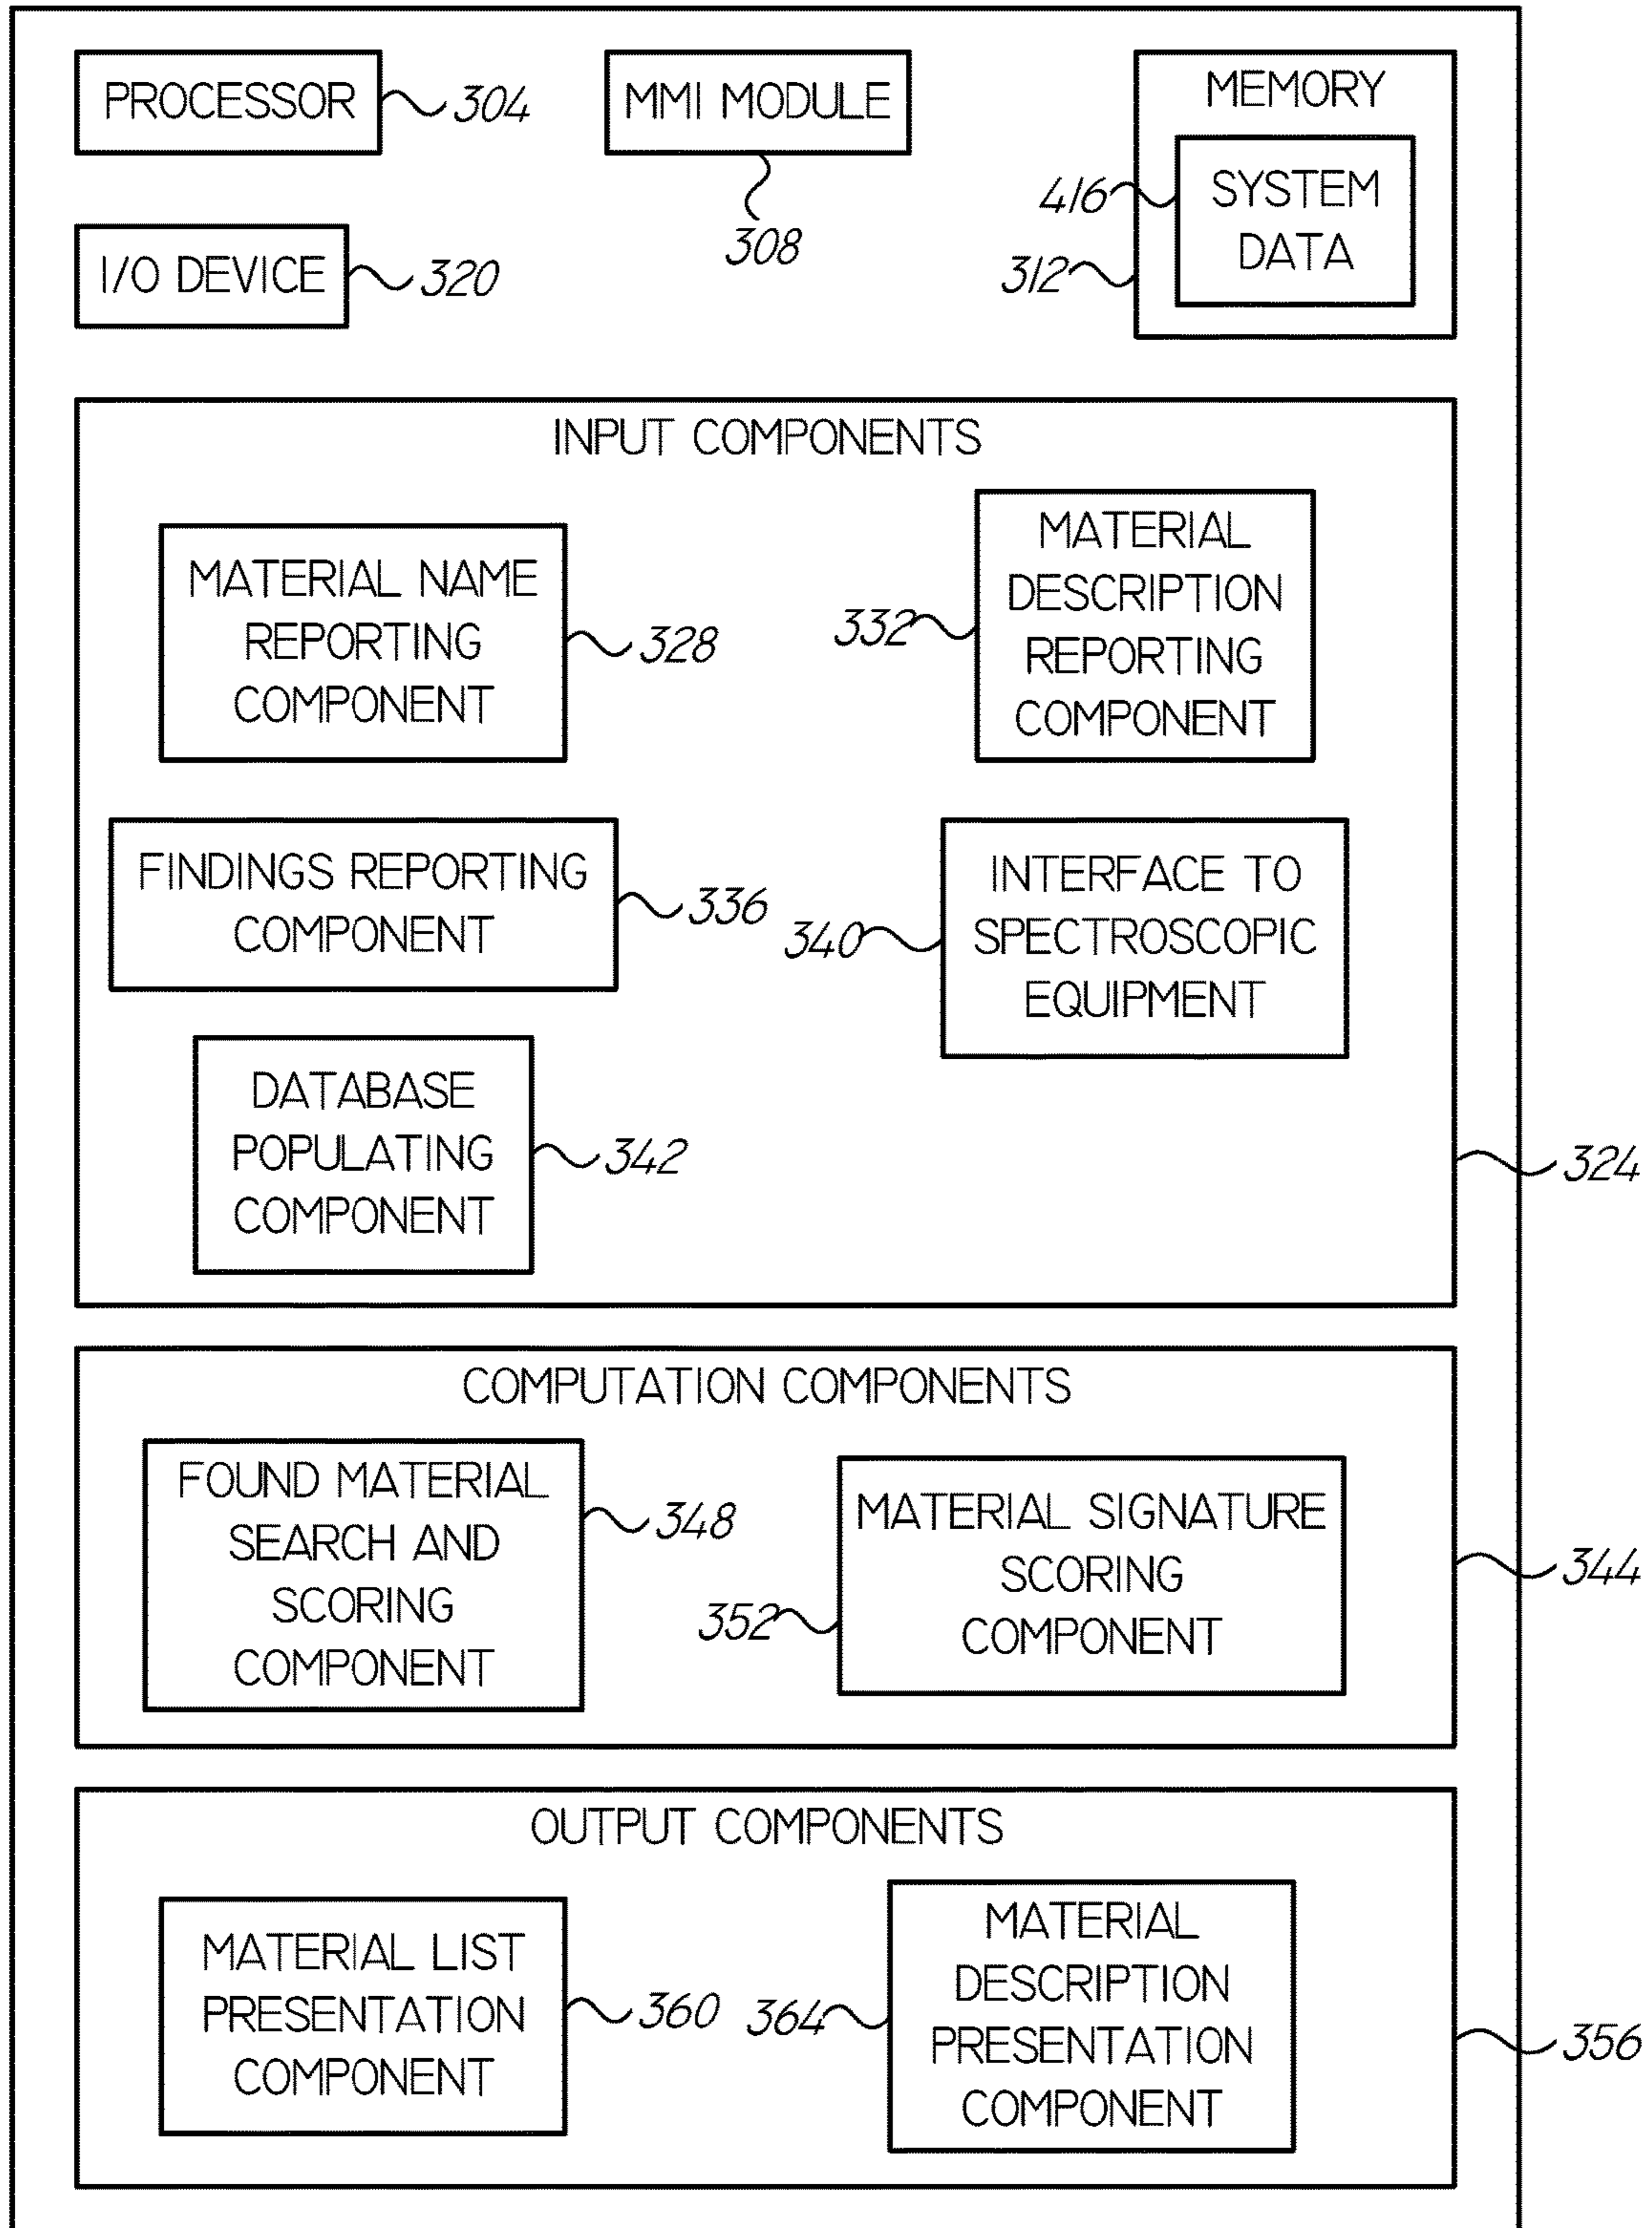 PROCESSOR
304
MMI MODULE
308
MEMORY
416
SYSTEM
DATA
312
I/O DEVICE
320
INPUT COMPONENTS
MATERIAL NAME
REPORTING
COMPONENT
328
MATERIAL
DESCRIPTION
REPORTING
COMPONENT
332
FINDINGS REPORTING
COMPONENT
336
INTERFACE TO
SPECTROSCOPIC
EQUIPMENT
340
DATABASE
POPULATING
COMPONENT
342
324
COMPUTATION COMPONENTS
FOUND MATERIAL
SEARCH AND
SCORING
COMPONENT
348
MATERIAL SIGNATURE
SCORING
COMPONENT
352
344
OUTPUT COMPONENTS
MATERIAL LIST
PRESENTATION
COMPONENT
360
MATERIAL
DESCRIPTION
PRESENTATION
COMPONENT
364
356